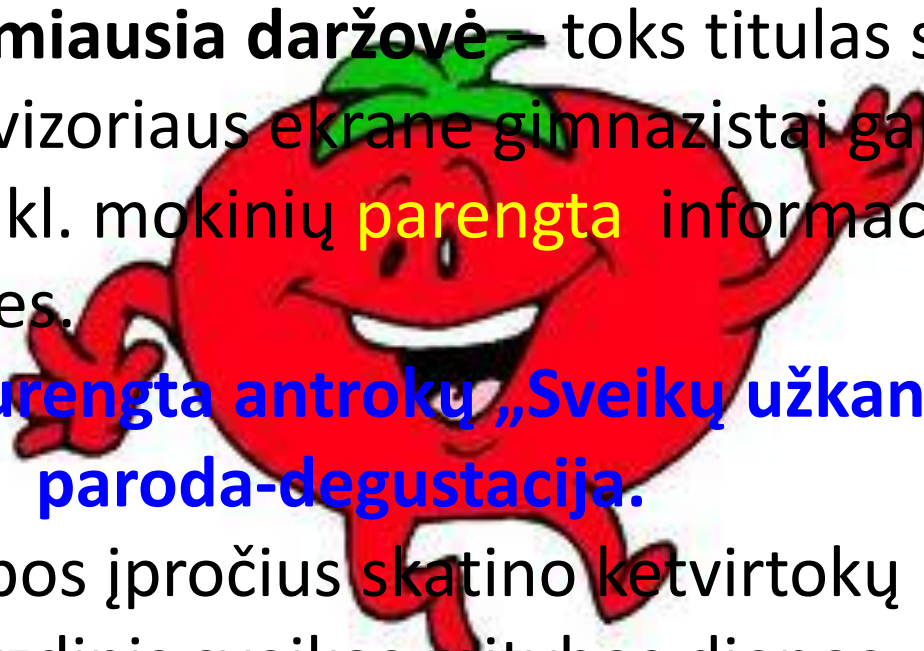 miausia daržovė – toks titulas s
vizoriaus ekrane gimnazistai ga
kl. mokinių parengta informac
es.
urengta antrokų „Sveikų užkan
paroda-degustacija.
bos įpročius skatino ketvirtokų